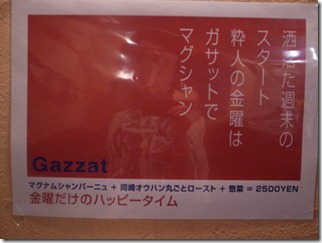 洒落た週末の
スタート
粋人の金曜は
ガサットで
マグシャン
Gazzat
マグナムシャンパーニュ + 岡崎オウハン丸ごとロースト + 惣菜 = 2500YEN
金曜だけのハッピータイム